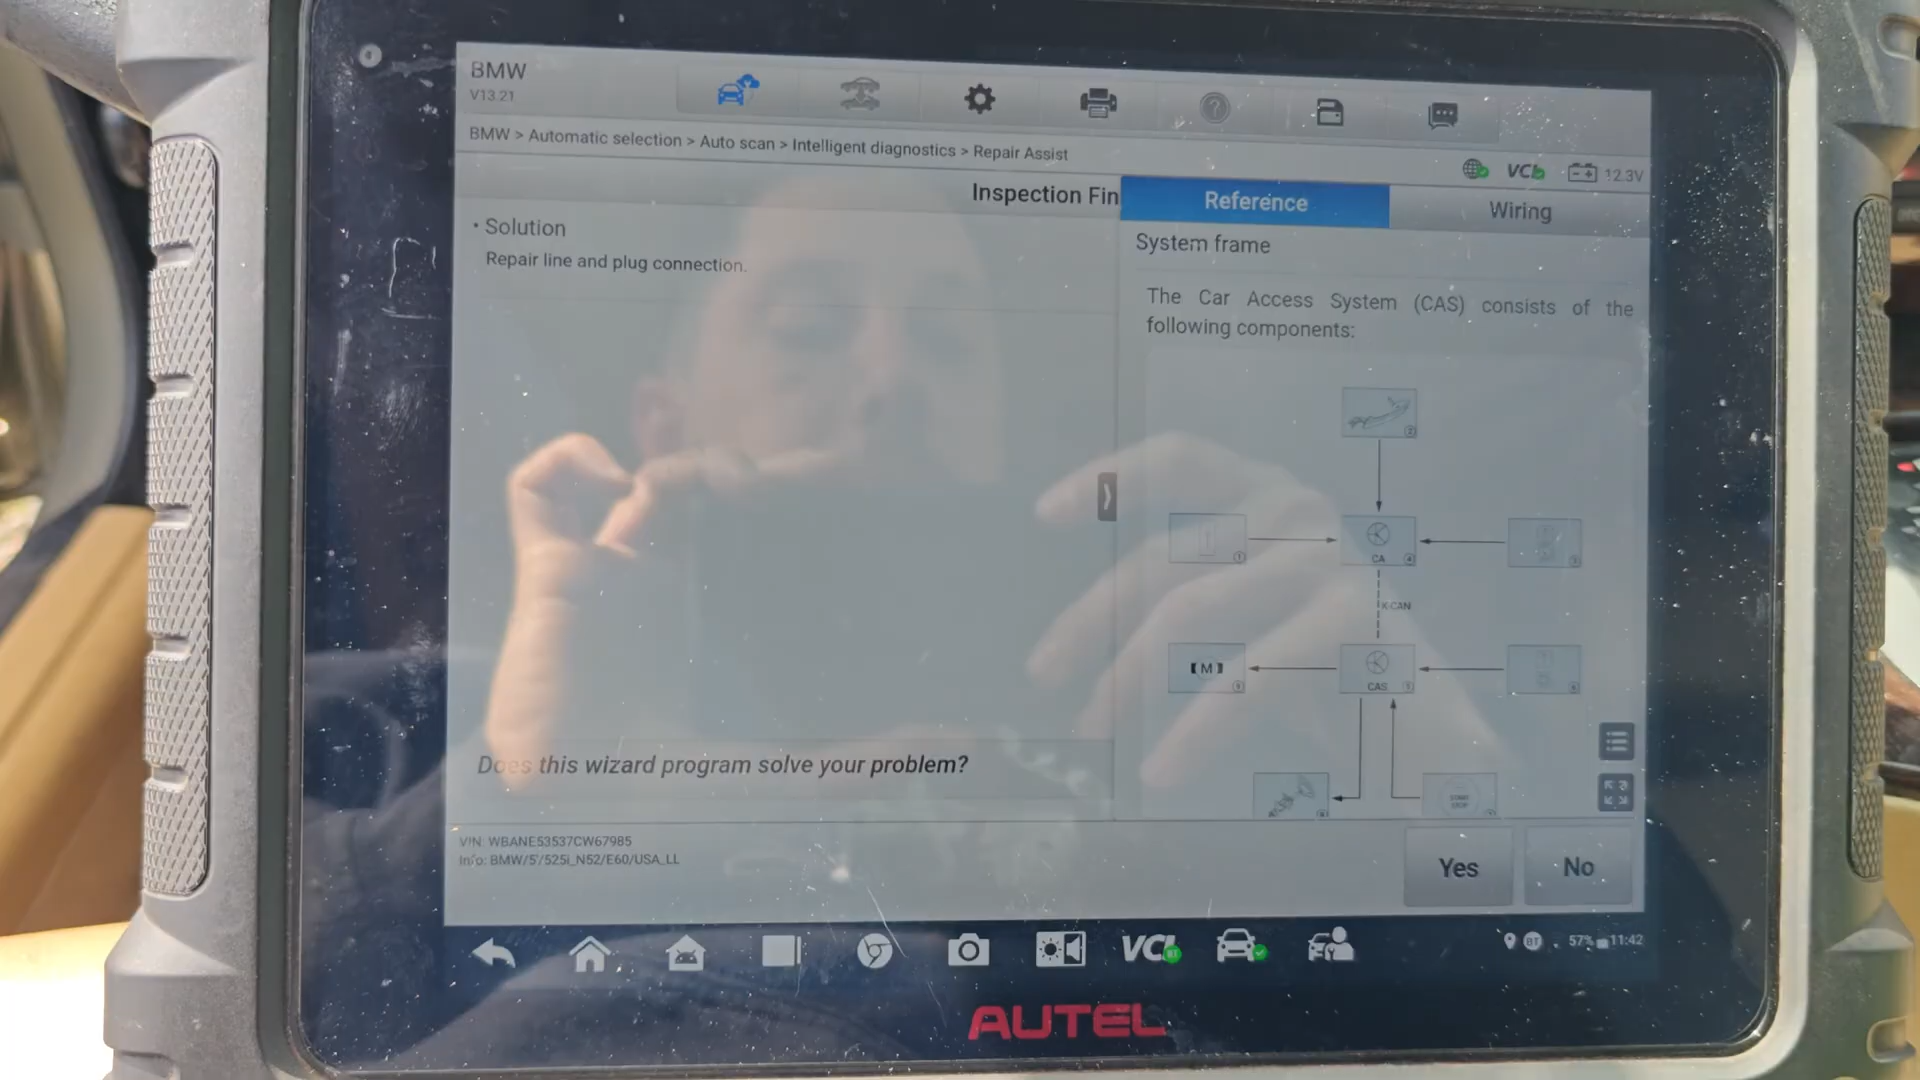 BMW
V13.21
BMW > Automatic selection > Auto scan > Intelligent diagnostics > Repair Assist
VCI
12.3V
Inspection Fin
Reference
Wiring
• Solution
Repair line and plug connection.
System frame
The Car Access System (CAS) consists of the
following components:
CA
K-CAN
M
CAS
START
STOP
Does this wizard program solve your problem?
VIN: WBANE53537CW67985
Info: BMW/5'/525i_N52/E60/USA_LL
Yes
No
VCI
BT
57%
11:42
AUTEL